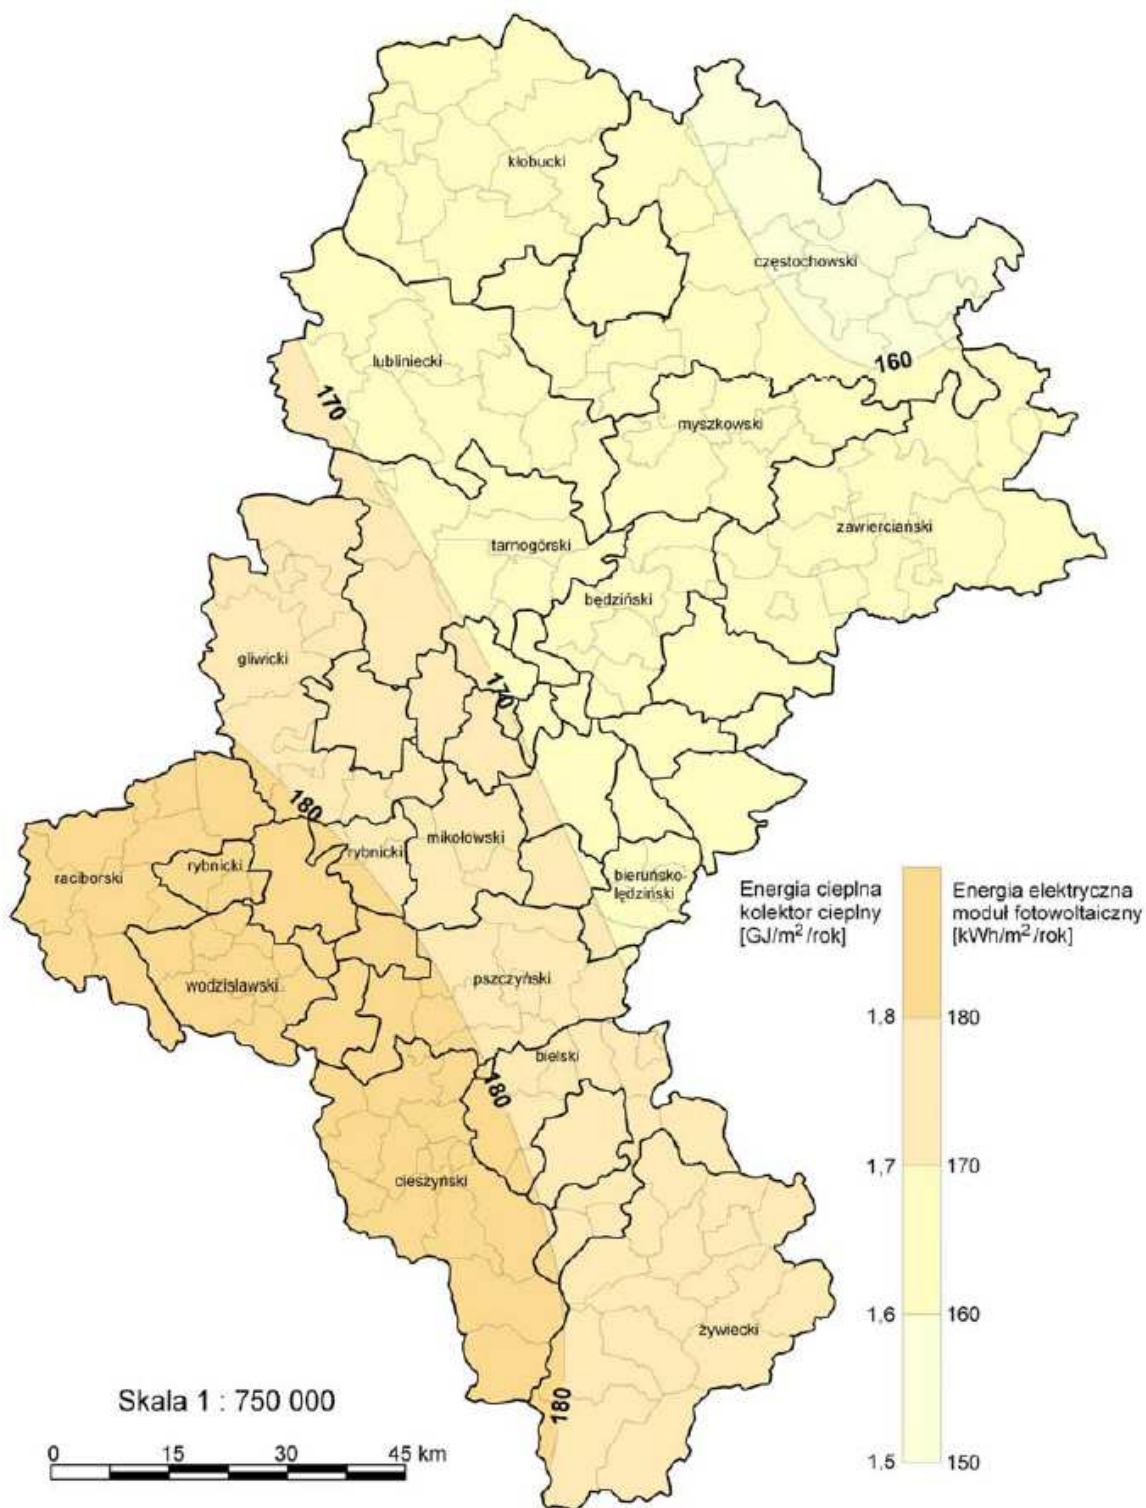 kłobucki
częstochowski
160
lubliniecki
170
myszkowski
zawierciański
tarnogórski
będziński
gliwicki
170
180
mikołowski
rybnicki
rybnicki
raciborski
bieruńsko-
lędziński
wodzisławski
pszczyński
bielski
180
cieszyński
żywiecki
180
Energia cieplna
kolektor cieplny
[GJ/m²/rok]
Energia elektryczna
moduł fotowoltaiczny
[kWh/m²/rok]
1,8 180
1,7 170
1,6 160
1,5 150
Skala 1 : 750 000
0 15 30 45 km